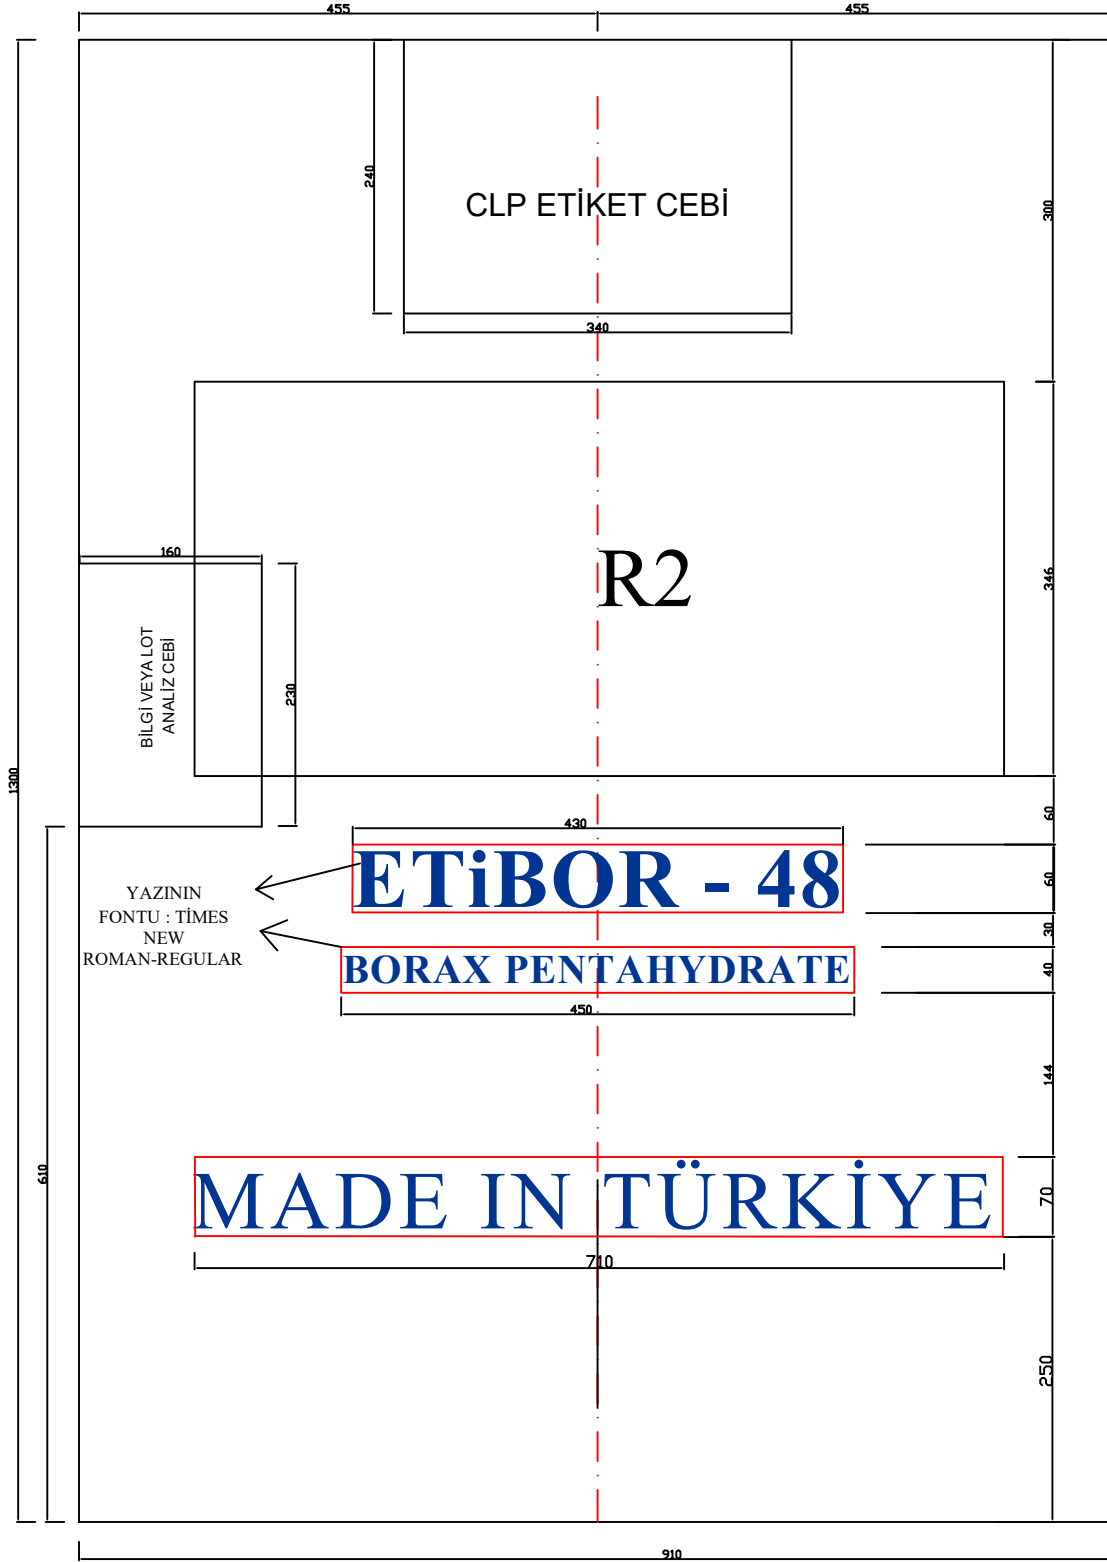 455
455
240
CLP ETİKET CEBİ
300
340
160
R2
346
BİLGİ VEYA LOT
ANALİZ CEBİ
230
1300
60
430
ETiBOR - 48
60
YAZININ
FONTU : TİMES
NEW
ROMAN-REGULAR
30
BORAX PENTAHYDRATE
40
450
144
610
MADE IN TÜRKİYE
70
710
250
910